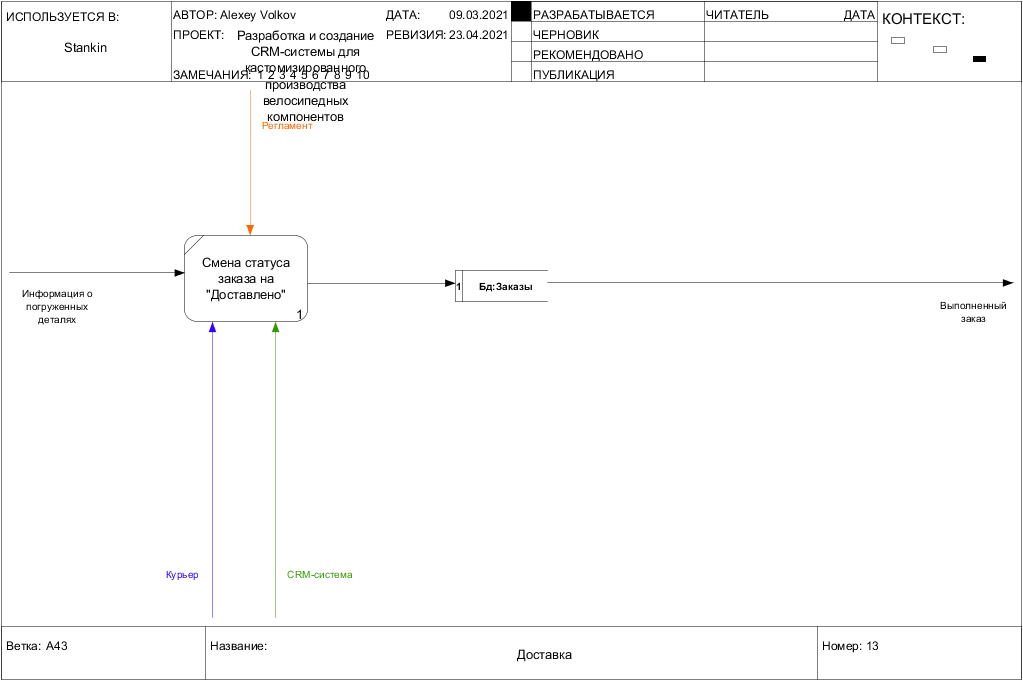 ИСПОЛЬЗУЕТСЯ В:
Stankin
АВТОР: Alexey Volkov
ДАТА: 09.03.2021
ПРОЕКТ: Разработка и создание
CRM-системы для
кастомизированного
производства
велосипедных
компонентов
РЕВИЗИЯ: 23.04.2021
ЗАМЕЧАНИЯ: 1 2 3 4 5 6 7 8 9 10
РАЗРАБАТЫВАЕТСЯ
ЧЕРНОВИК
РЕКОМЕНДОВАНО
ПУБЛИКАЦИЯ
ЧИТАТЕЛЬ ДАТА
КОНТЕКСТ:
Регламент
Смена статуса
заказа на
"Доставлено"
1
Информация о
погруженных
деталях
1 Бд:Заказы
Выполненный
заказ
Курьер
CRM-система
Ветка: A43
Название:
Доставка
Номер: 13